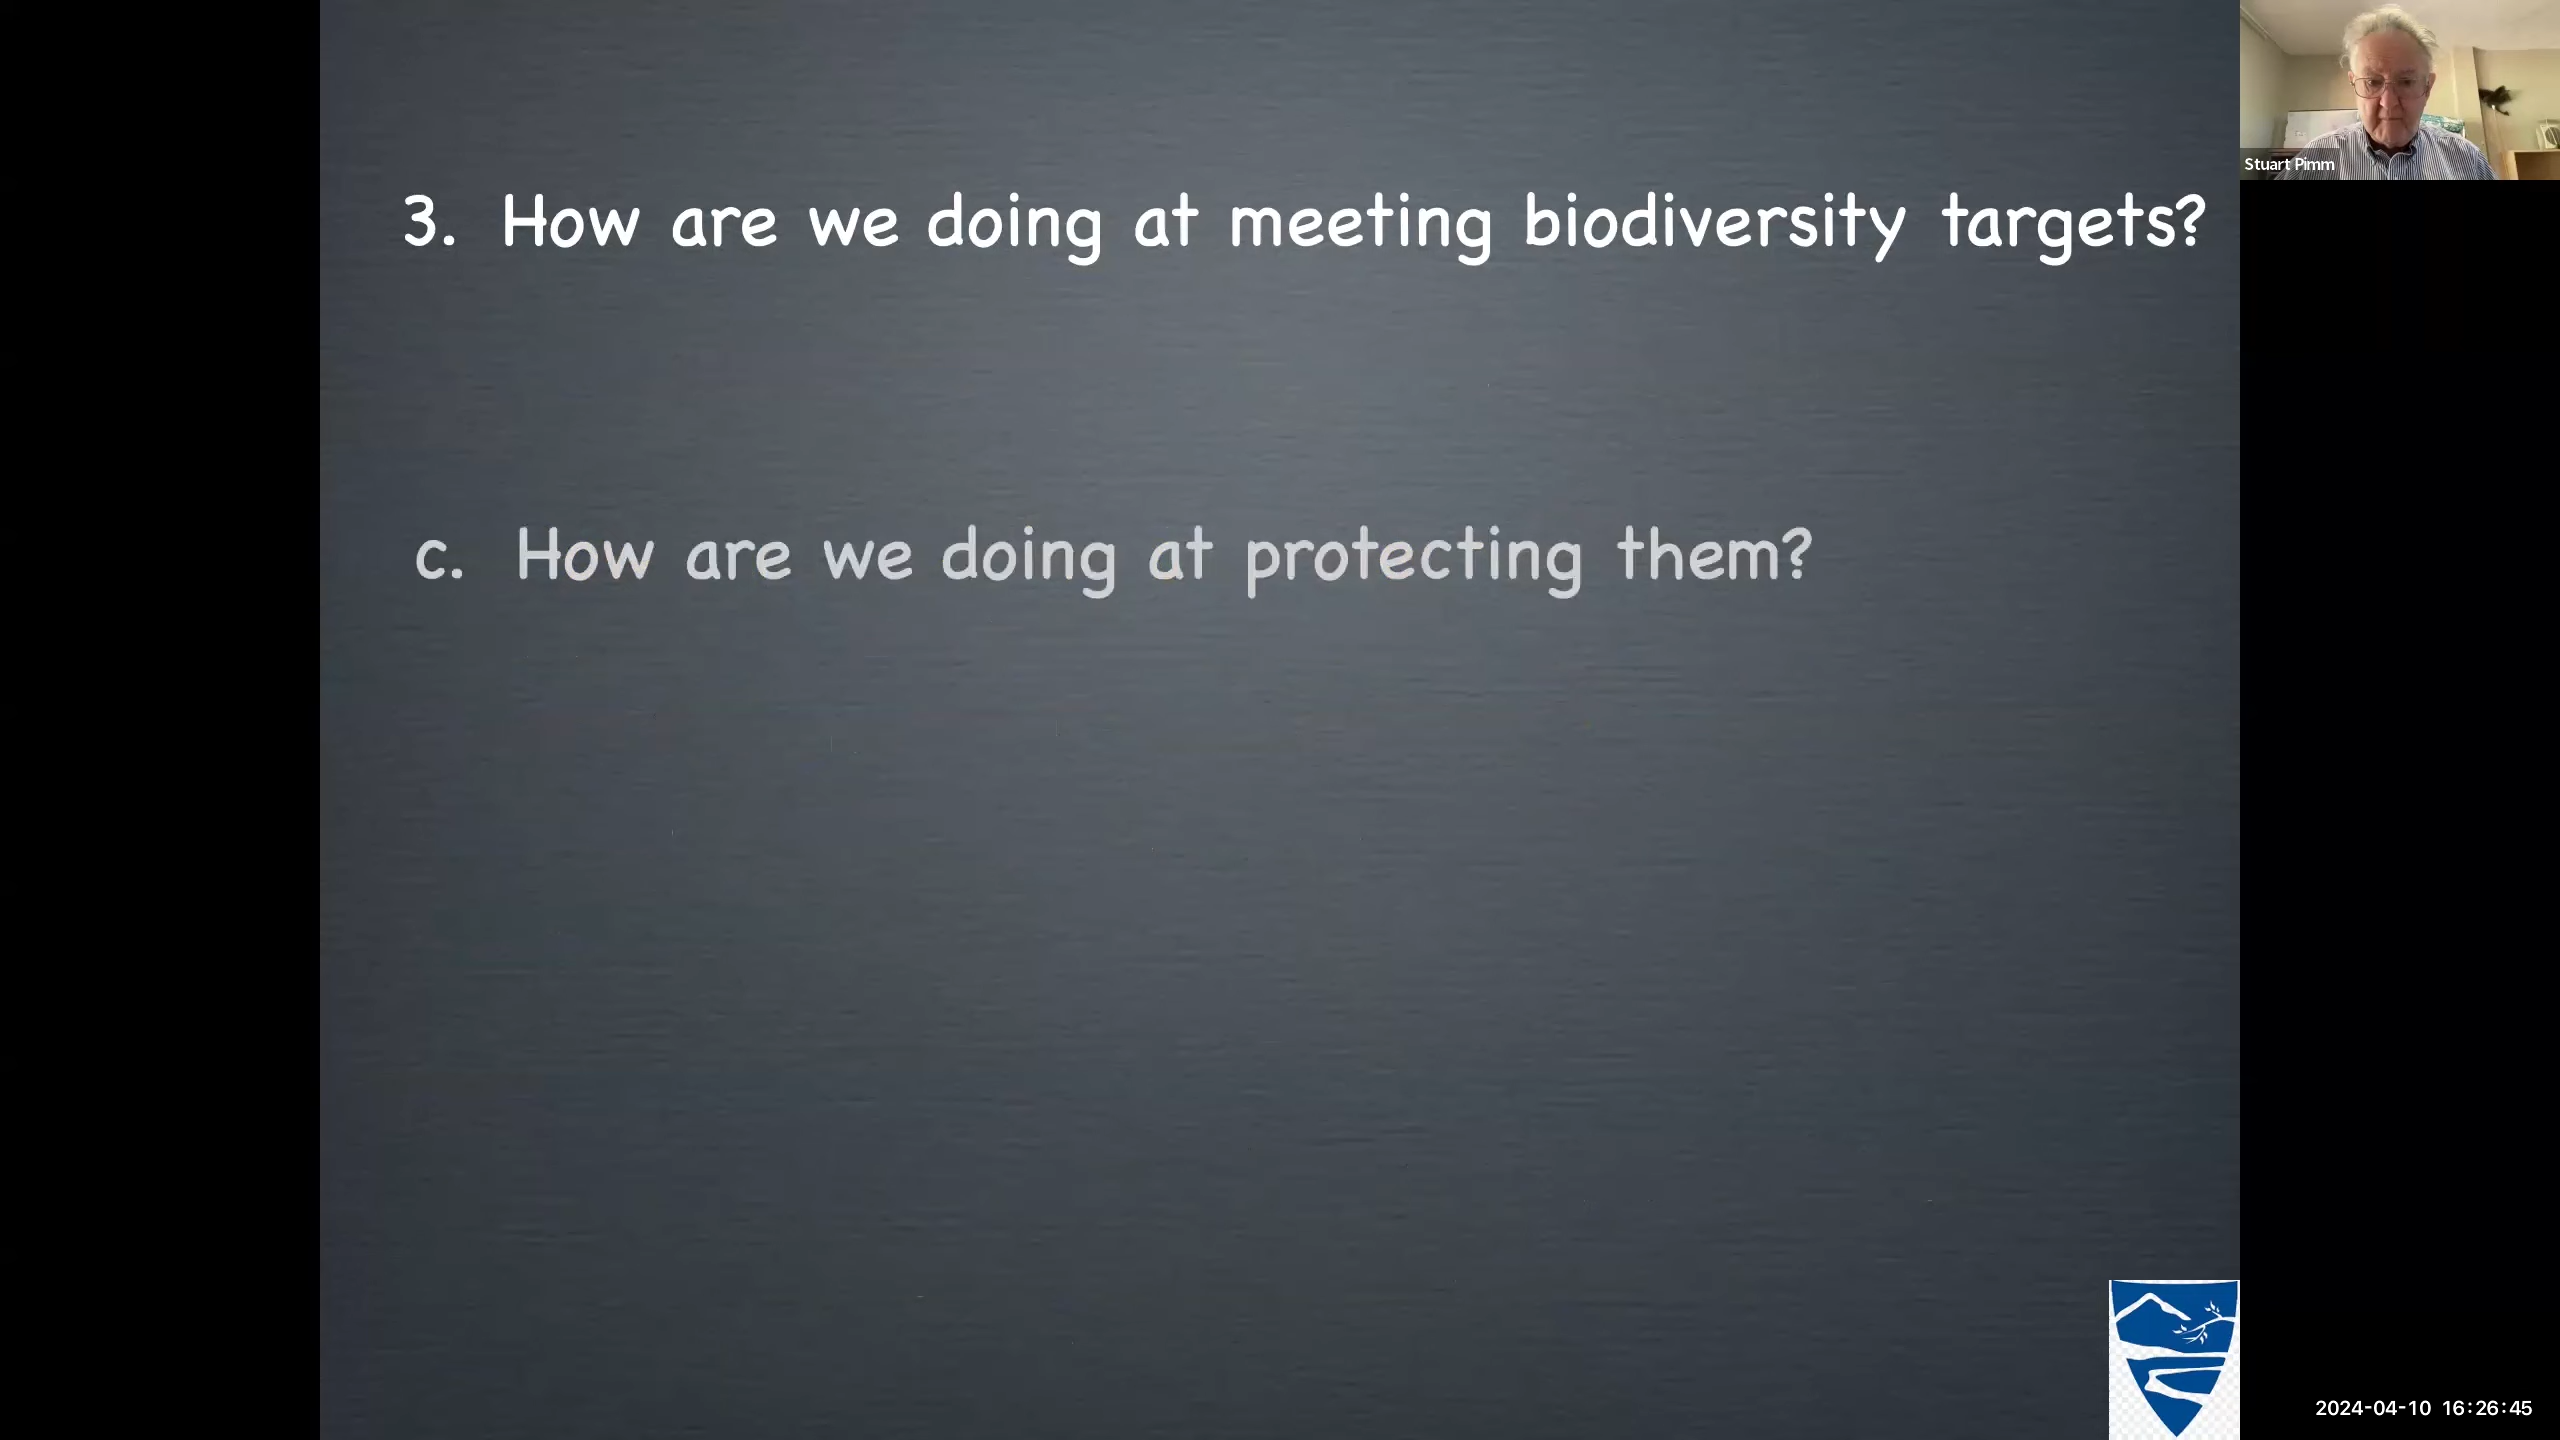 3. How are we doing at meeting biodiversity targets?
c. How are we doing at protecting them?
Stuart Pimm
2024-04-10 16:26:45